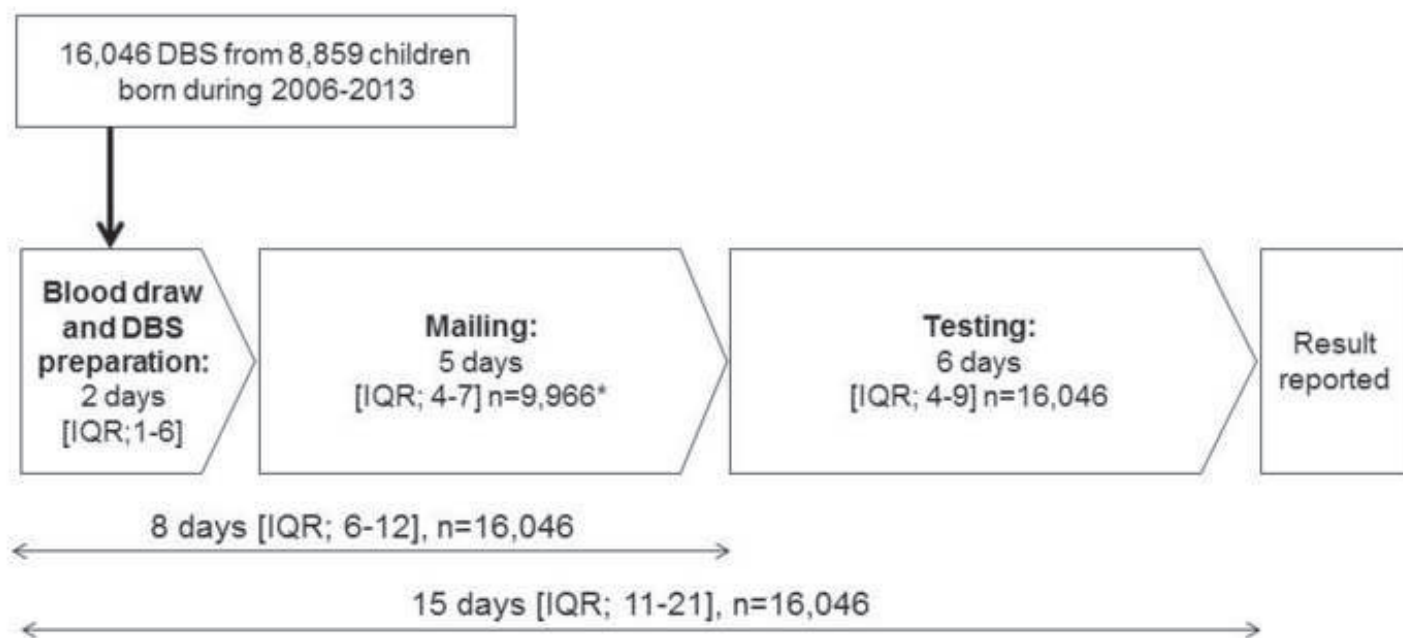 16,046 DBS from 8,859 children
born during 2006-2013
Blood draw
and DBS
preparation:
2 days
[IQR;1-6]
Mailing:
5 days
[IQR; 4-7] n=9,966*
Testing:
6 days
[IQR; 4-9] n=16,046
Result
reported
8 days [IQR; 6-12], n=16,046
15 days [IQR; 11-21], n=16,046